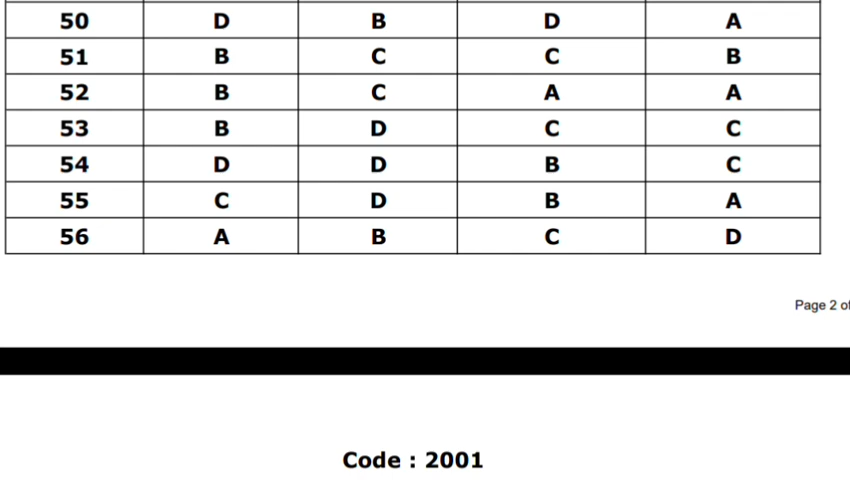 50 D B D A
51 B C C B
52 B C A A
53 B D C C
54 D D B C
55 C D B A
56 A B C D
Page 2 of
Code : 2001